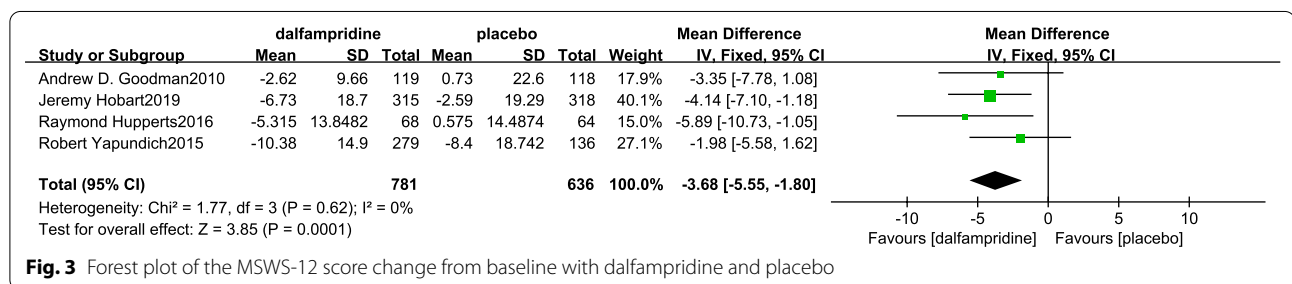 dalfampridine placebo Mean Difference Mean Difference
Study or Subgroup Mean SD Total Mean SD Total Weight IV, Fixed, 95% CI IV, Fixed, 95% CI
Andrew D. Goodman2010 -2.62 9.66 119 0.73 22.6 118 17.9% -3.35 [-7.78, 1.08]
Jeremy Hobart2019 -6.73 18.7 315 -2.59 19.29 318 40.1% -4.14 [-7.10, -1.18]
Raymond Hupperts2016 -5.315 13.8482 68 0.575 14.4874 64 15.0% -5.89 [-10.73, -1.05]
Robert Yapundich2015 -10.38 14.9 279 -8.4 18.742 136 27.1% -1.98 [-5.58, 1.62]
Total (95% CI) 781 636 100.0% -3.68 [-5.55, -1.80]
Heterogeneity: Chi² = 1.77, df = 3 (P = 0.62); I² = 0%
Test for overall effect: Z = 3.85 (P = 0.0001)
-10 -5 0 5 10
Favours [dalfampridine] Favours [placebo]
Fig. 3 Forest plot of the MSWS-12 score change from baseline with dalfampridine and placebo